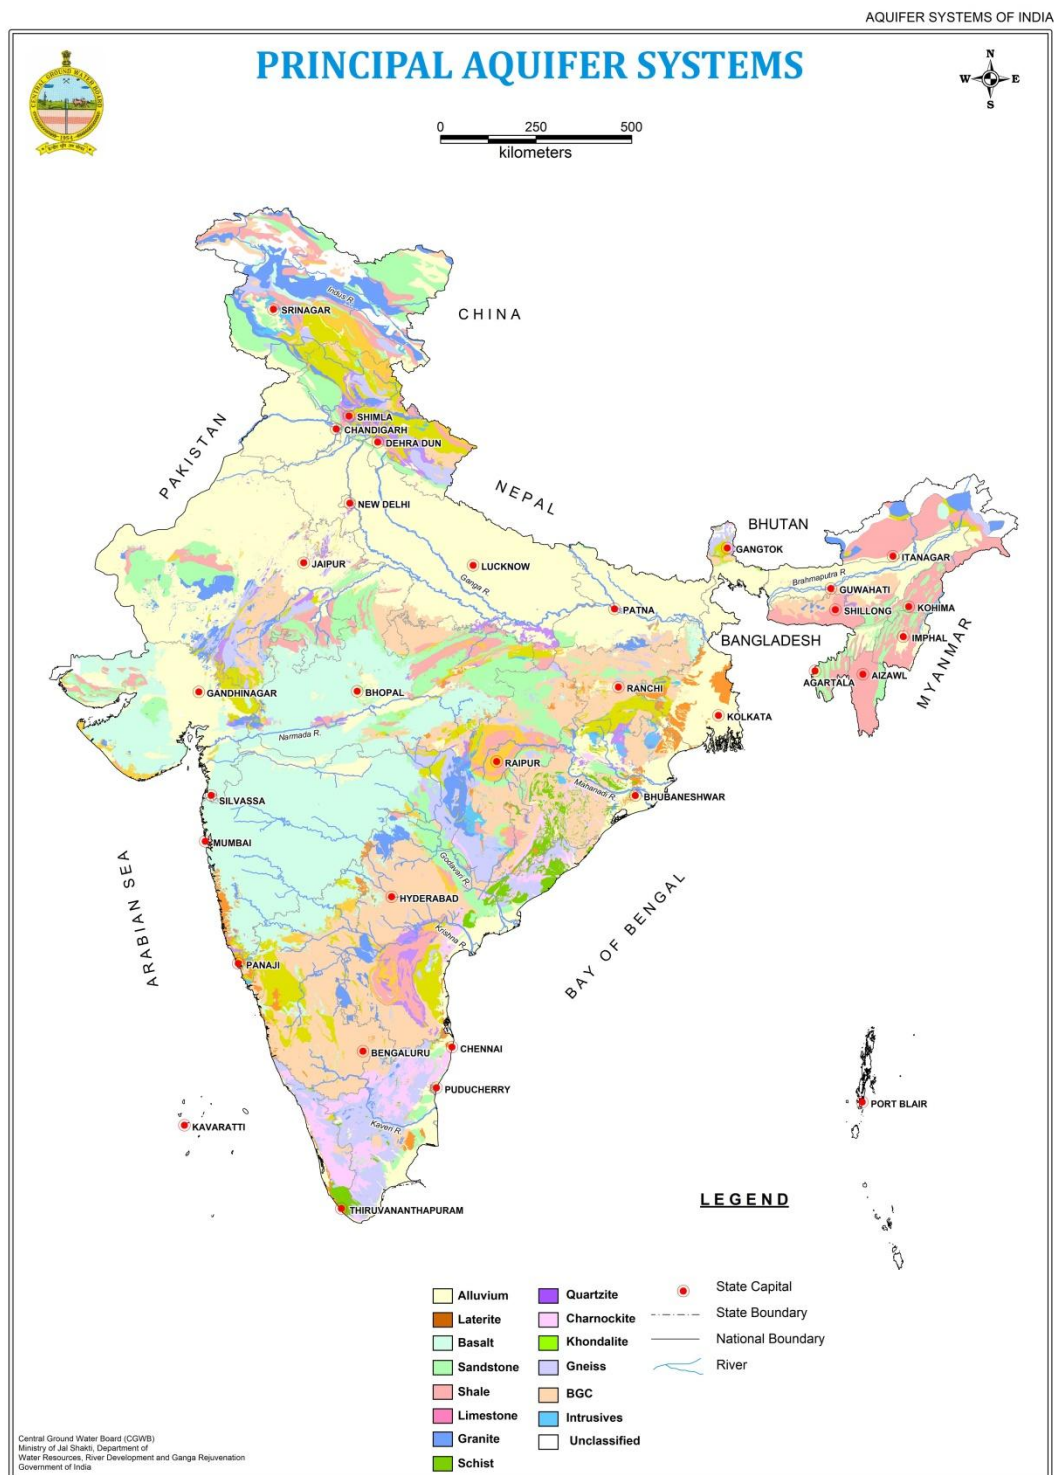 AQUIFER SYSTEMS OF INDIA
PRINCIPAL AQUIFER SYSTEMS
N
W E
S
CENTRAL GROUND WATER BOARD
0 250 500
kilometers
CHINA
Indus R.
SRINAGAR
SHIMLA
CHANDIGARH
DEHRA DUN
PAKISTAN
NEPAL
NEW DELHI
BHUTAN
GANGTOK
ITANAGAR
JAIPUR
LUCKNOW
Ganga R.
Brahmaputra R.
GUWAHATI
PATNA
SHILLONG
KOHIMA
BANGLADESH
IMPHAL
MYANMAR
AGARTALA
AIZAWL
GANDHINAGAR
BHOPAL
RANCHI
KOLKATA
Narmada R.
RAIPUR
Mahanadi R.
BHUBANESHWAR
SILVASSA
MUMBAI
ARABIAN SEA
Godavari R.
HYDERABAD
BAY OF BENGAL
Krishna R.
PANAJI
BENGALURU
CHENNAI
PUDUCHERRY
PORT BLAIR
KAVARATTI
Kaveri R.
THIRUVANANTHAPURAM
LEGEND
Alluvium
Laterite
Basalt
Sandstone
Shale
Limestone
Granite
Schist
Quartzite
Charnockite
Khondalite
Gneiss
BGC
Intrusives
Unclassified
State Capital
State Boundary
National Boundary
River
Central Ground Water Board (CGWB)
Ministry of Jal Shakti, Department of
Water Resources, River Development and Ganga Rejuvenation
Government of India